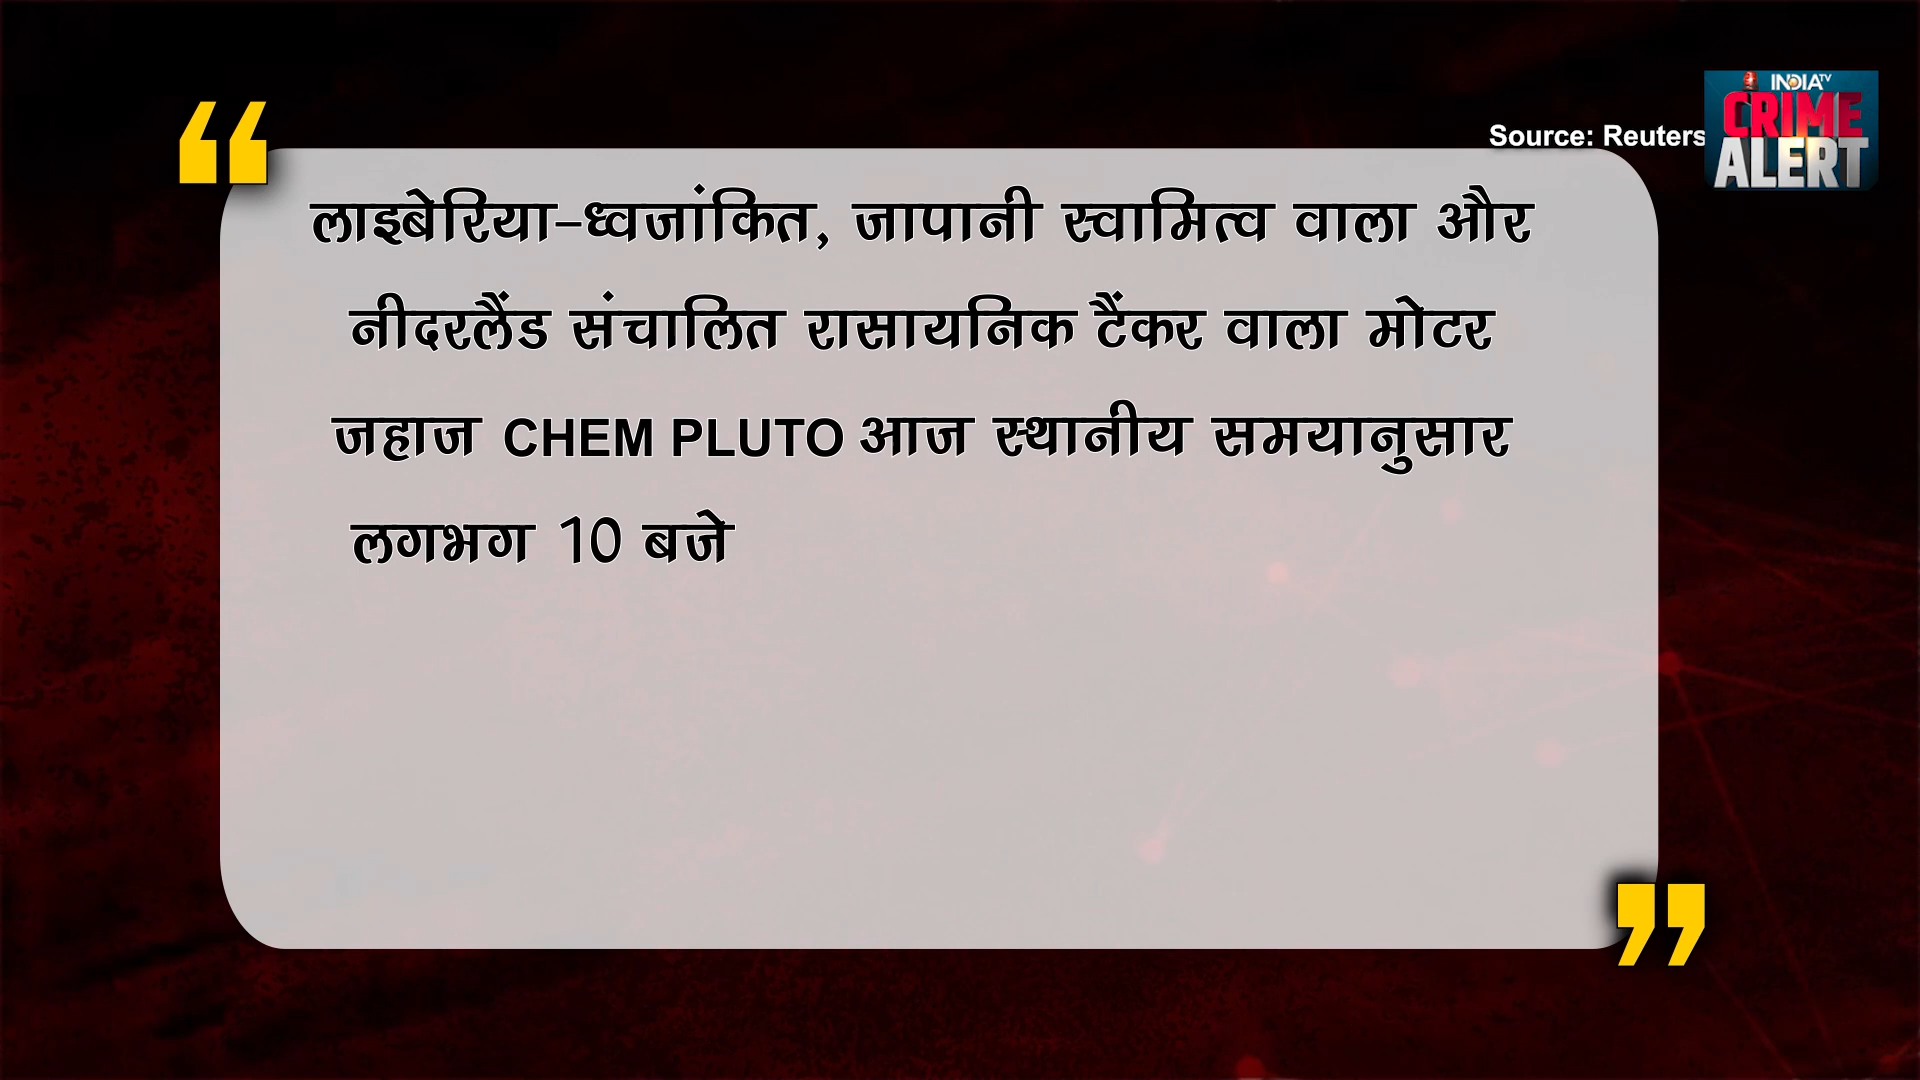 INDIA TV
CRIME
ALERT
Source: Reuters
लाइबेरिया-ध्वजांकित, जापानी स्वामित्व वाला और
नीदरलैंड संचालित रासायनिक टैंकर वाला मोटर
जहाज CHEM PLUTO आज स्थानीय समयानुसार
लगभग 10 बजे